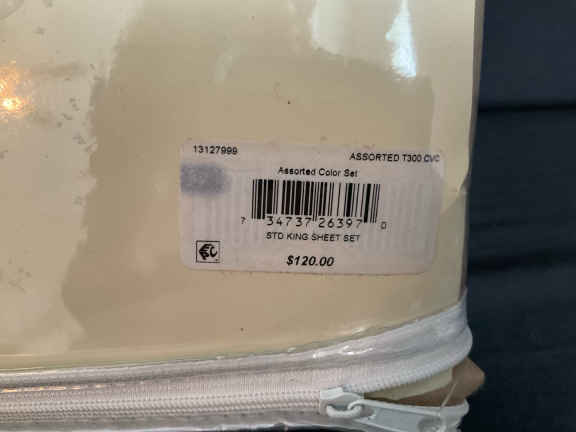 13127999
ASSORTED T300 CVC
Assorted Color Set
7 34737 26397 0
STD KING SHEET SET
$120.00